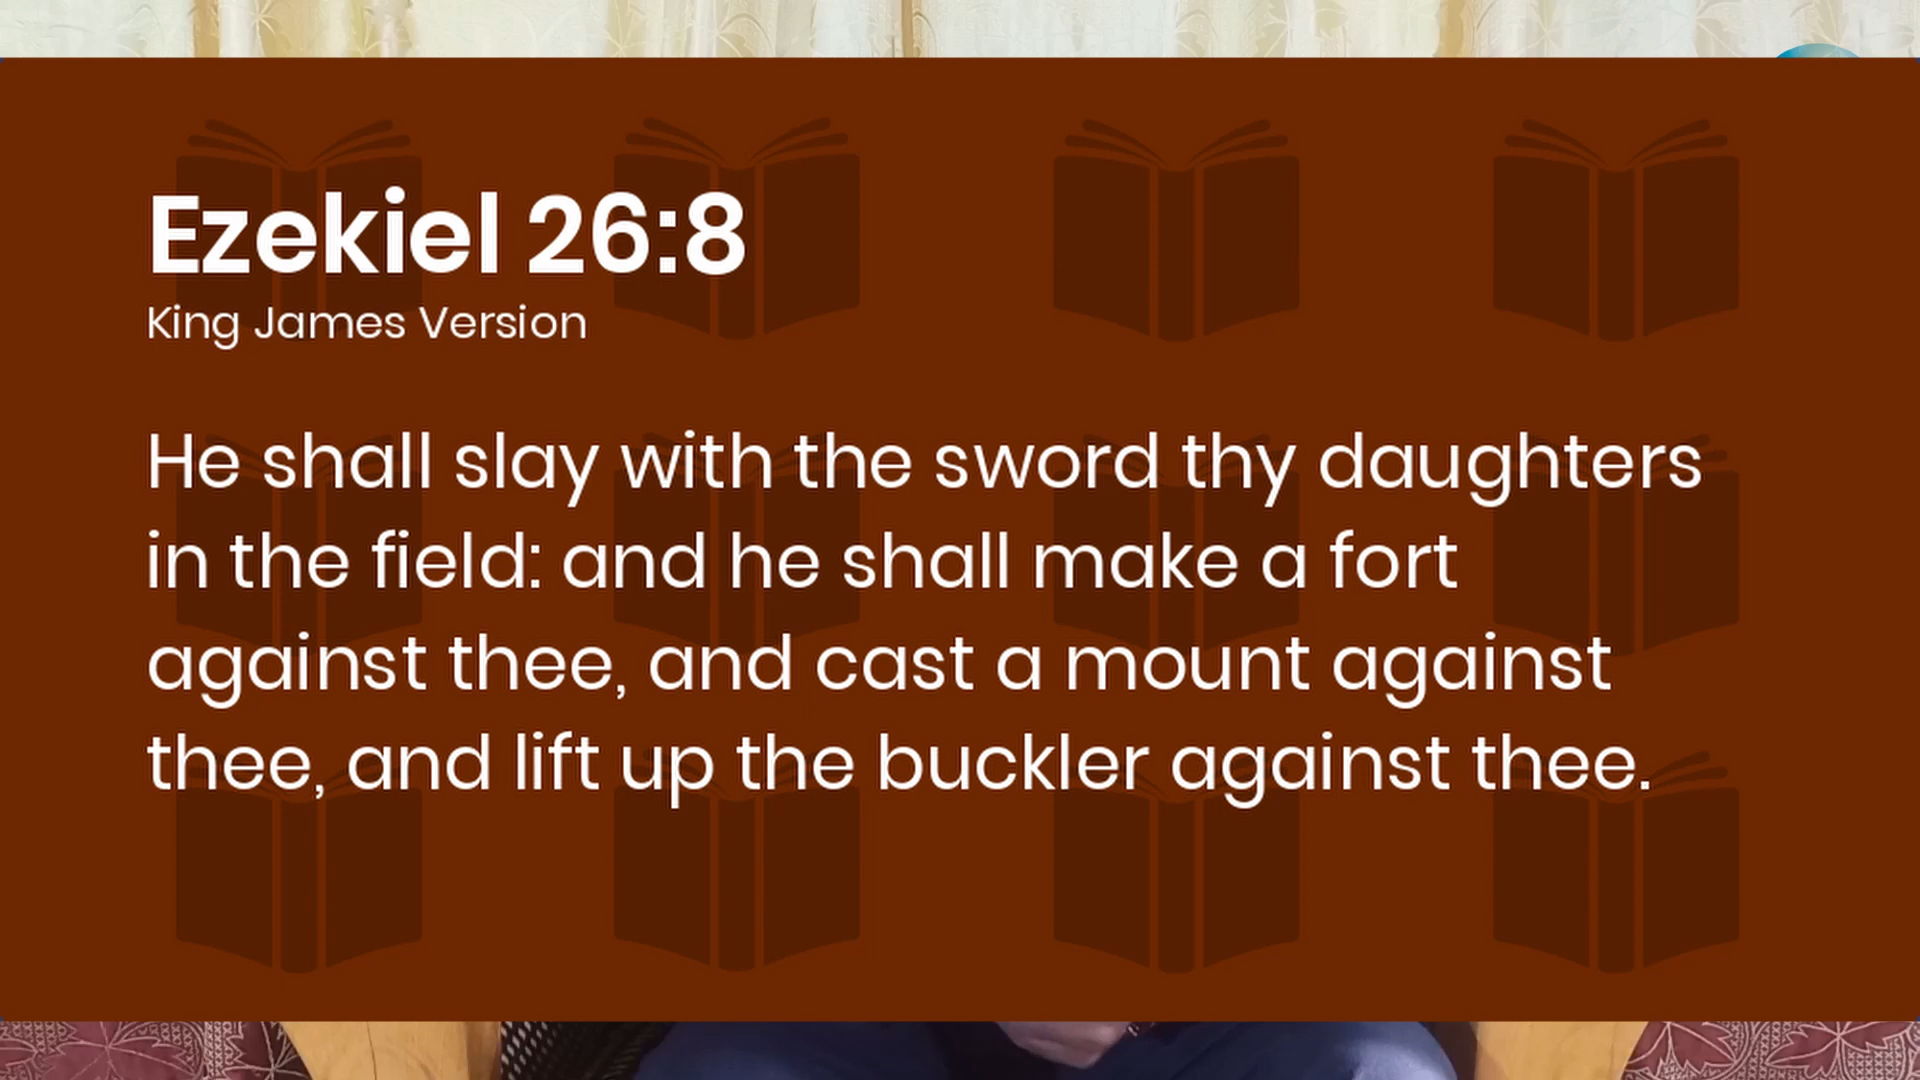 Ezekiel 26:8
King James Version
He shall slay with the sword thy daughters
in the field: and he shall make a fort
against thee, and cast a mount against
thee, and lift up the buckler against thee.